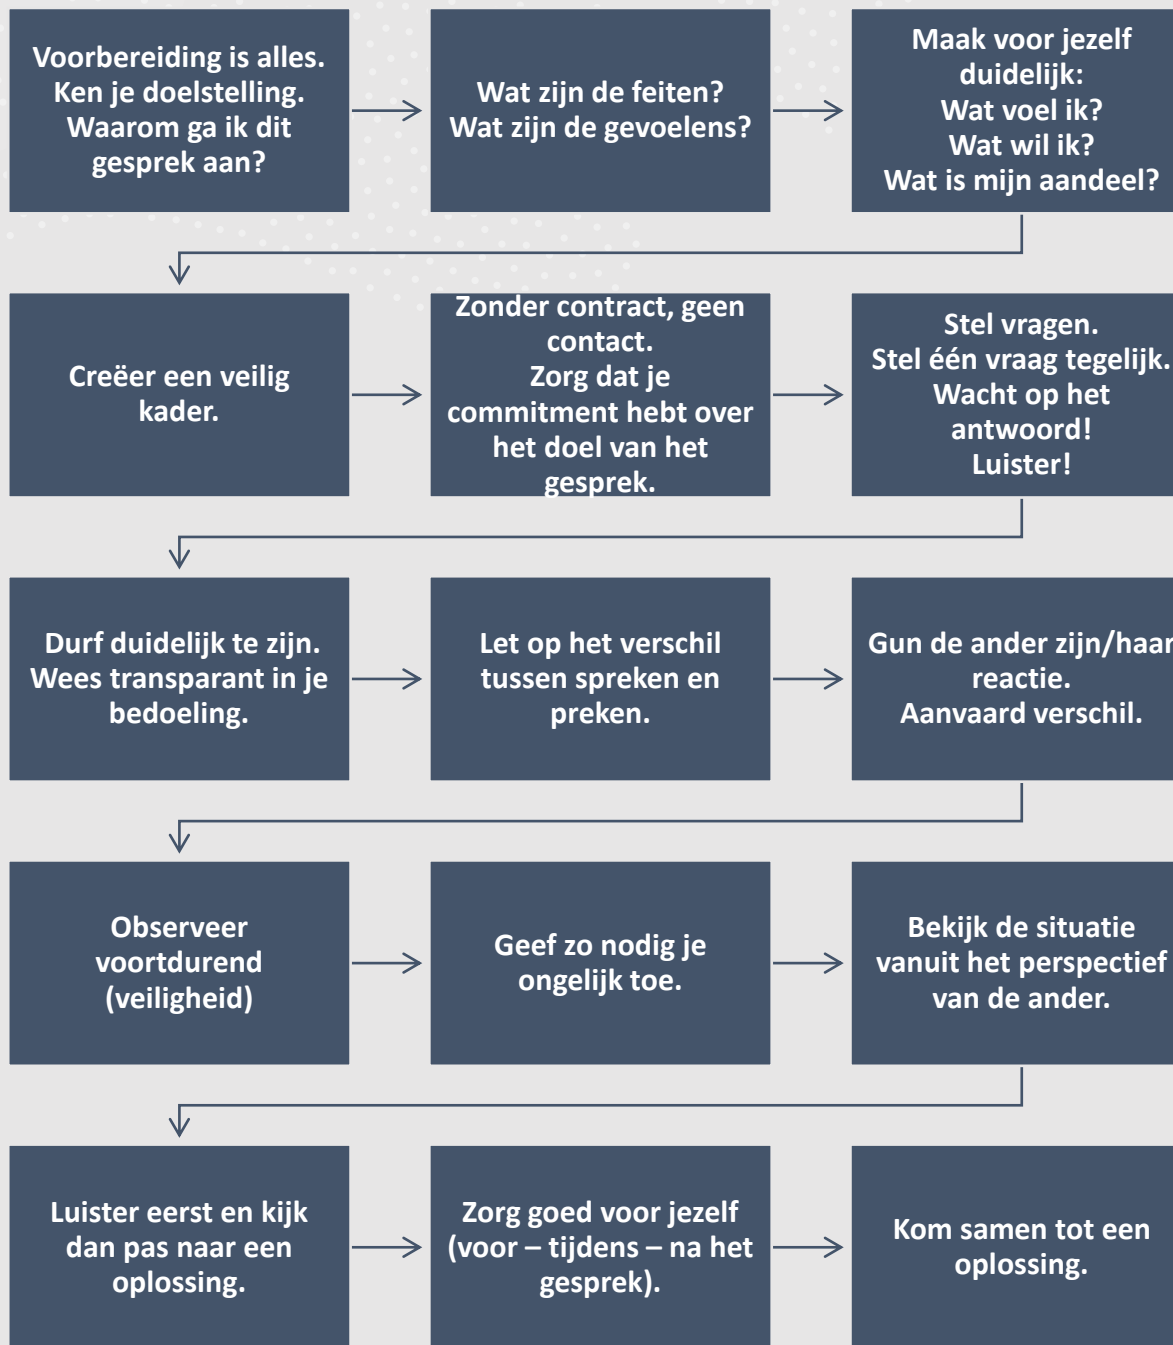 Voorbereiding is alles.
Ken je doelstelling.
Waarom ga ik dit
gesprek aan?
Wat zijn de feiten?
Wat zijn de gevoelens?
Maak voor jezelf
duidelijk:
Wat voel ik?
Wat wil ik?
Wat is mijn aandeel?
Creëer een veilig
kader.
Zonder contract, geen
contact.
Zorg dat je
commitment hebt over
het doel van het
gesprek.
Stel vragen.
Stel één vraag tegelijk.
Wacht op het
antwoord!
Luister!
Durf duidelijk te zijn.
Wees transparant in je
bedoeling.
Let op het verschil
tussen spreken en
preken.
Gun de ander zijn/haar
reactie.
Aanvaard verschil.
Observeer
voortdurend
(veiligheid)
Geef zo nodig je
ongelijk toe.
Bekijk de situatie
vanuit het perspectief
van de ander.
Luister eerst en kijk
dan pas naar een
oplossing.
Zorg goed voor jezelf
(voor – tijdens – na het
gesprek).
Kom samen tot een
oplossing.